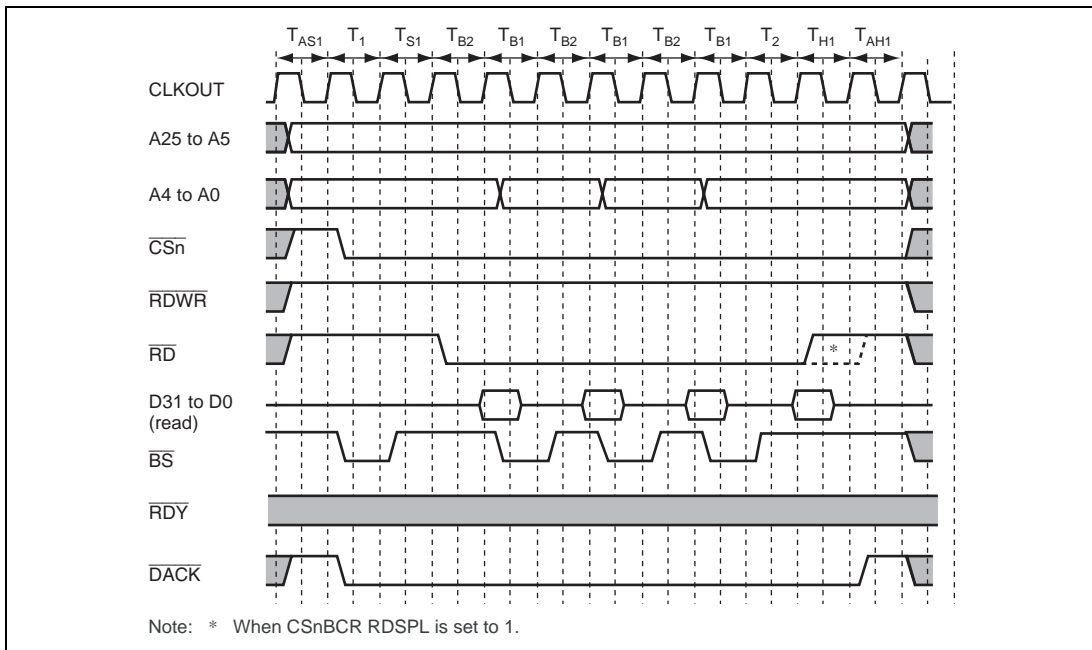 TAS1 T1 TS1 TB2 TB1 TB2 TB1 TB2 TB1 T2 TH1 TAH1
CLKOUT
A25 to A5
A4 to A0
CSn
RDWR
RD
*
D31 to D0
(read)
BS
RDY
DACK
Note: * When CSnBCR RDSPL is set to 1.